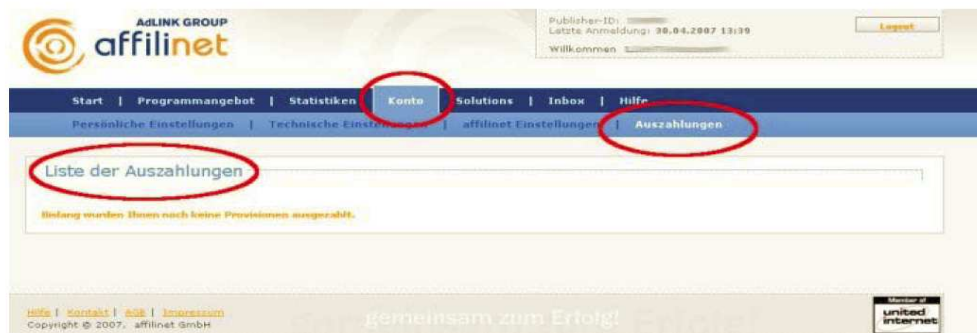 AdLINK GROUP
affilinet
Publisher-ID:
Letzte Anmeldung: 30.04.2007 13:39
Willkommen
Logout
Start | Programmangebot | Statistiken | Konto | Solutions | Inbox | Hilfe
Persönliche Einstellungen | Technische Einstellungen | affilinet Einstellungen | Auszahlungen
Liste der Auszahlungen
Bislang wurden Ihnen noch keine Provisionen ausgezahlt.
Hilfe | Kontakt | AGB | Impressum
Copyright © 2007, affilinet GmbH
gemeinsam zum Erfolg!
Member of
united
internet